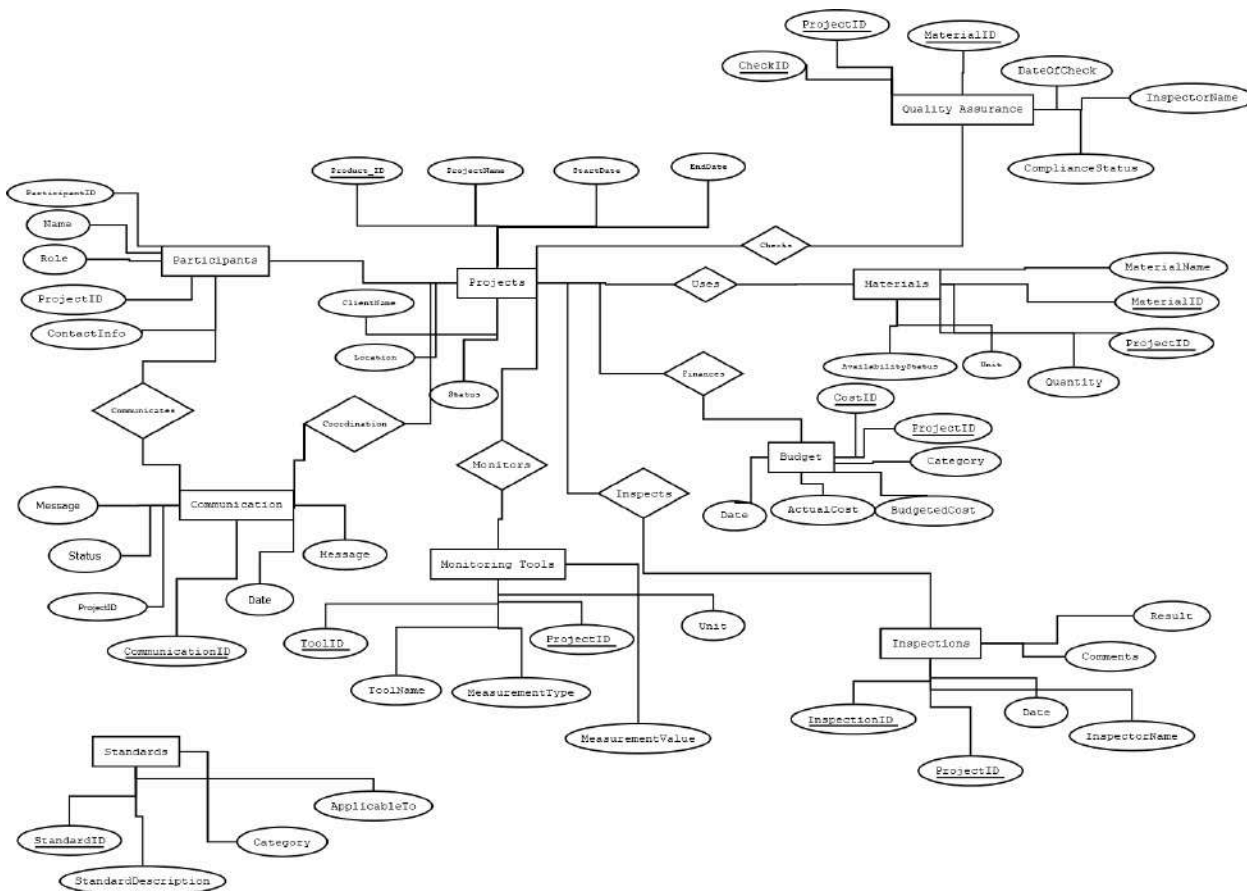 ProjectID
MaterialID
CheckID
DateOfCheck
InspectorName
Quality Assurance
ComplianceStatus
Product_ID
ProjectName
StartDate
EndDate
ParticipantID
Name
Role
Participants
ProjectID
ContactInfo
Checks
Projects
Uses
Materials
MaterialName
MaterialID
ProjectID
ClientName
Location
Status
AvailabilityStatus
Unit
Quantity
Finances
Communicates
Coordination
CostID
ProjectID
Budget
Category
Date
ActualCost
BudgetedCost
Monitors
Inspects
Message
Communication
Status
Message
ProjectID
Date
CommunicationID
Monitoring Tools
ToolID
ProjectID
Unit
ToolName
MeasurementType
MeasurementValue
Result
Inspections
Comments
InspectionID
Date
InspectorName
ProjectID
Standards
ApplicableTo
StandardID
Category
StandardDescription